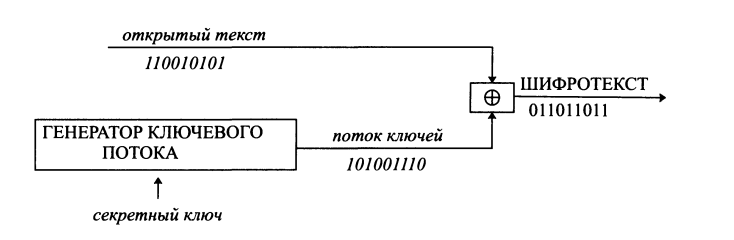 открытый текст
110010101
⊕
ШИФРОТЕКСТ
011011011
ГЕНЕРАТОР КЛЮЧЕВОГО
ПОТОКА
поток ключей
101001110
секретный ключ